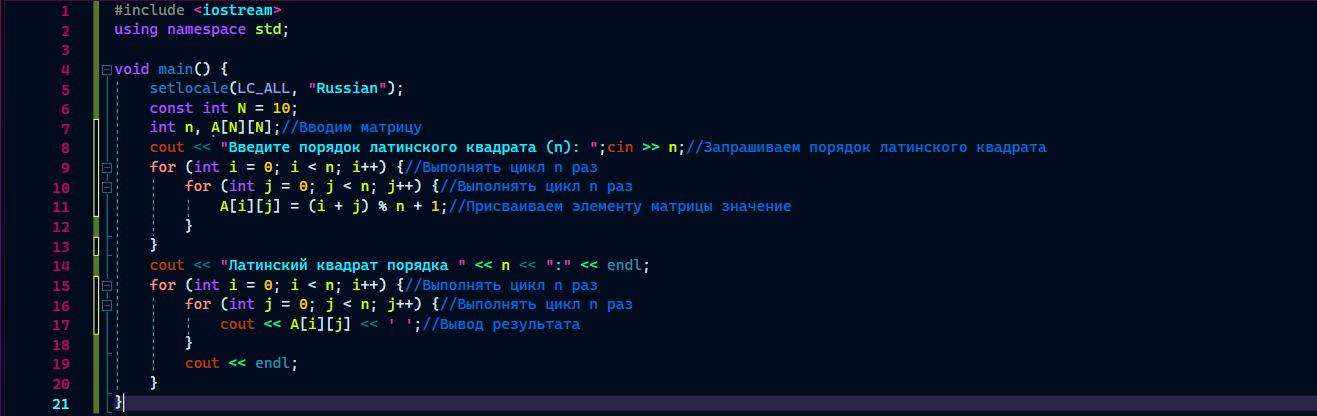 1 #include <iostream>
2 using namespace std;
3
4 void main() {
5 setlocale(LC_ALL, "Russian");
6 const int N = 10;
7 int n, A[N][N];//Вводим матрицу
8 cout << "Введите порядок латинского квадрата (n): ";cin >> n;//Запрашиваем порядок латинского квадрата
9 for (int i = 0; i < n; i++) {//Выполнять цикл n раз
10 for (int j = 0; j < n; j++) {//Выполнять цикл n раз
11 A[i][j] = (i + j) % n + 1;//Присваиваем элементу матрицы значение
12 }
13 }
14 cout << "Латинский квадрат порядка " << n << ":" << endl;
15 for (int i = 0; i < n; i++) {//Выполнять цикл n раз
16 for (int j = 0; j < n; j++) {//Выполнять цикл n раз
17 cout << A[i][j] << ' ';//Вывод результата
18 }
19 cout << endl;
20 }
21 }